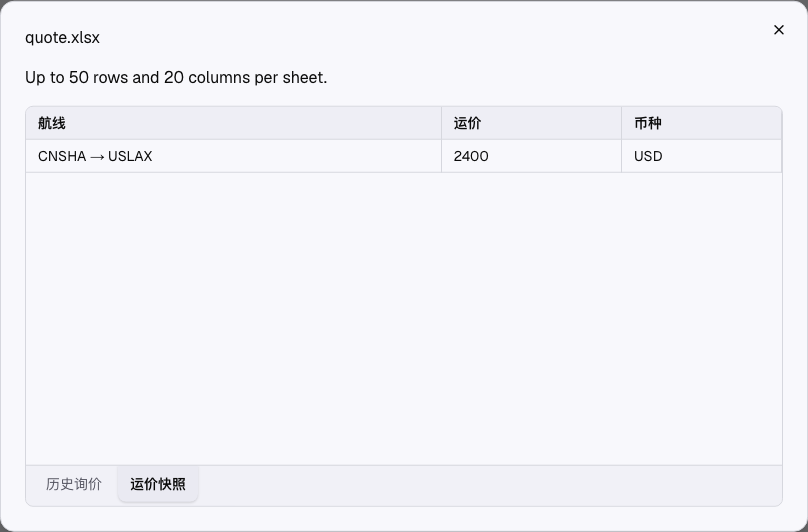 quote.xlsx
Up to 50 rows and 20 columns per sheet.
航线 运价 币种
CNSHA → USLAX 2400 USD
历史询价 运价快照